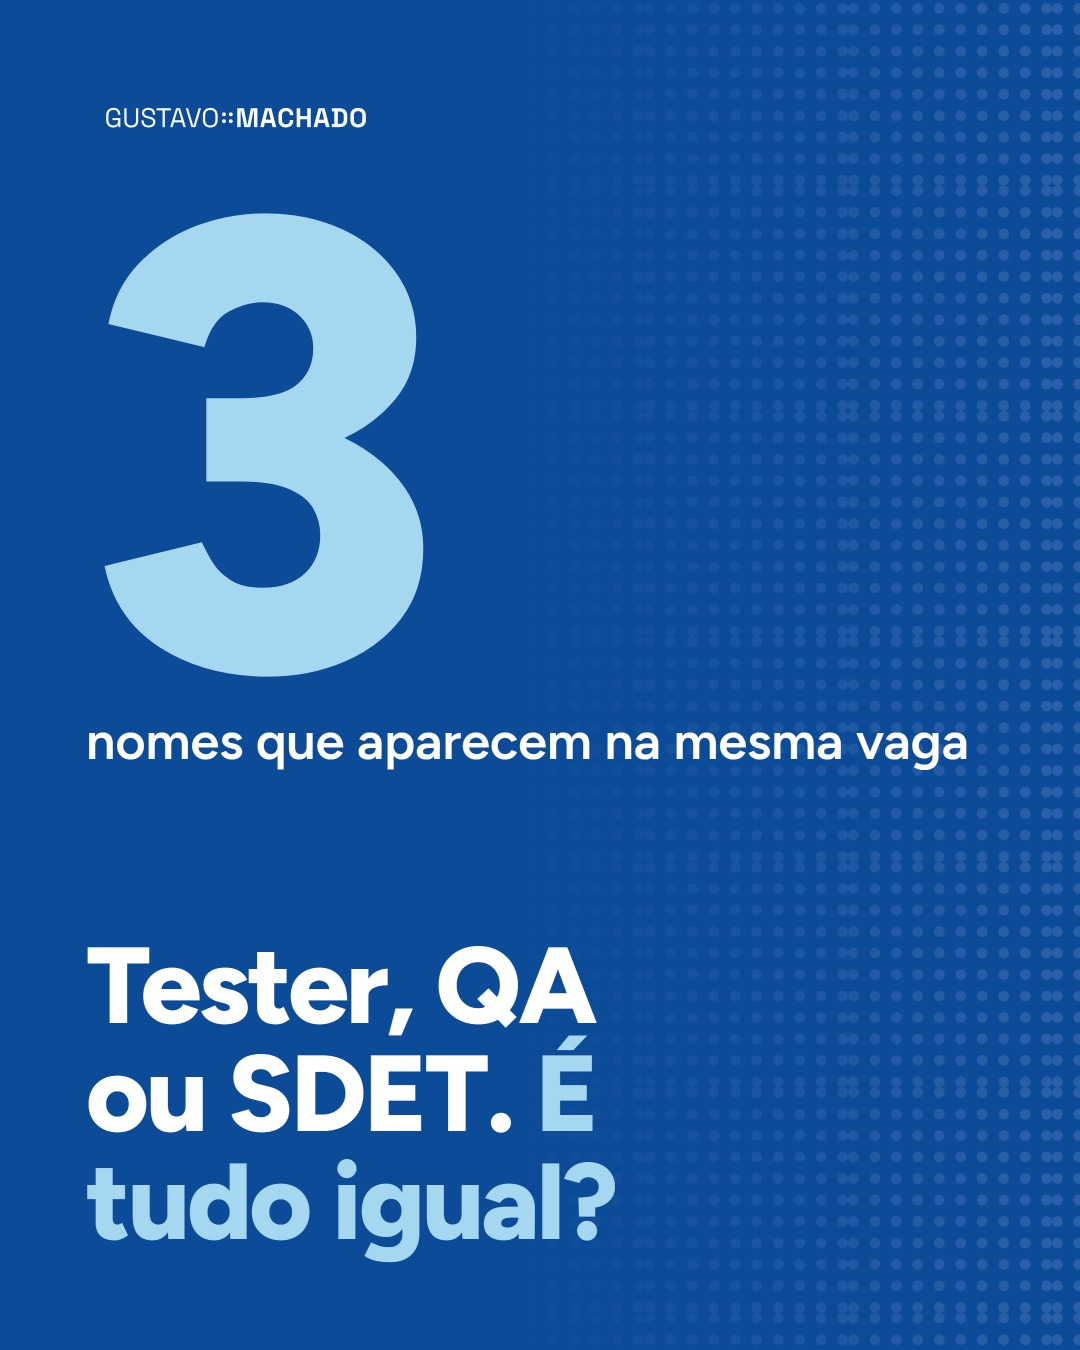 GUSTAVO::MACHADO
3
nomes que aparecem na mesma vaga
Tester, QA
ou SDET. É
tudo igual?